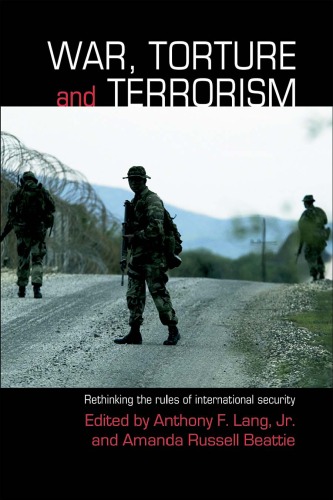 WAR, TORTURE
and TERRORISM
Rethinking the rules of international security
Edited by Anthony F. Lang, Jr.
and Amanda Russell Beattie